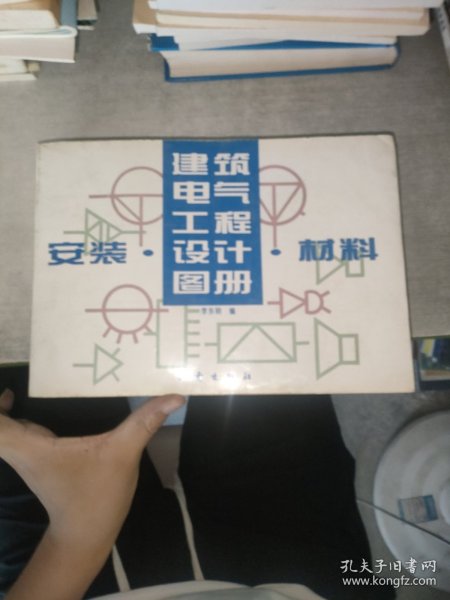 建筑
电气
工程
设计
图册
安装·
·材料
孔夫子旧书网
www.kongfz.com